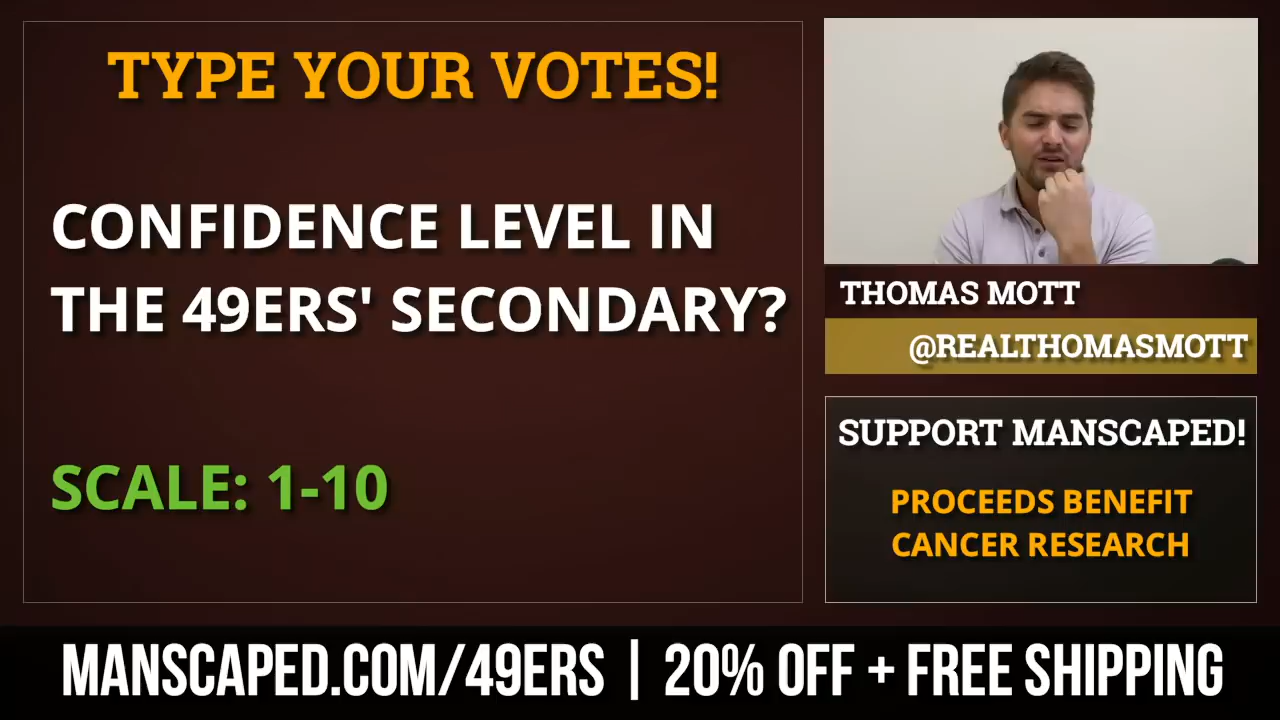 TYPE YOUR VOTES!
CONFIDENCE LEVEL IN
THE 49ERS' SECONDARY?
SCALE: 1-10
THOMAS MOTT
@REALTHOMASMOTT
SUPPORT MANSCAPED!
PROCEEDS BENEFIT
CANCER RESEARCH
MANSCAPED.COM/49ERS | 20% OFF + FREE SHIPPING